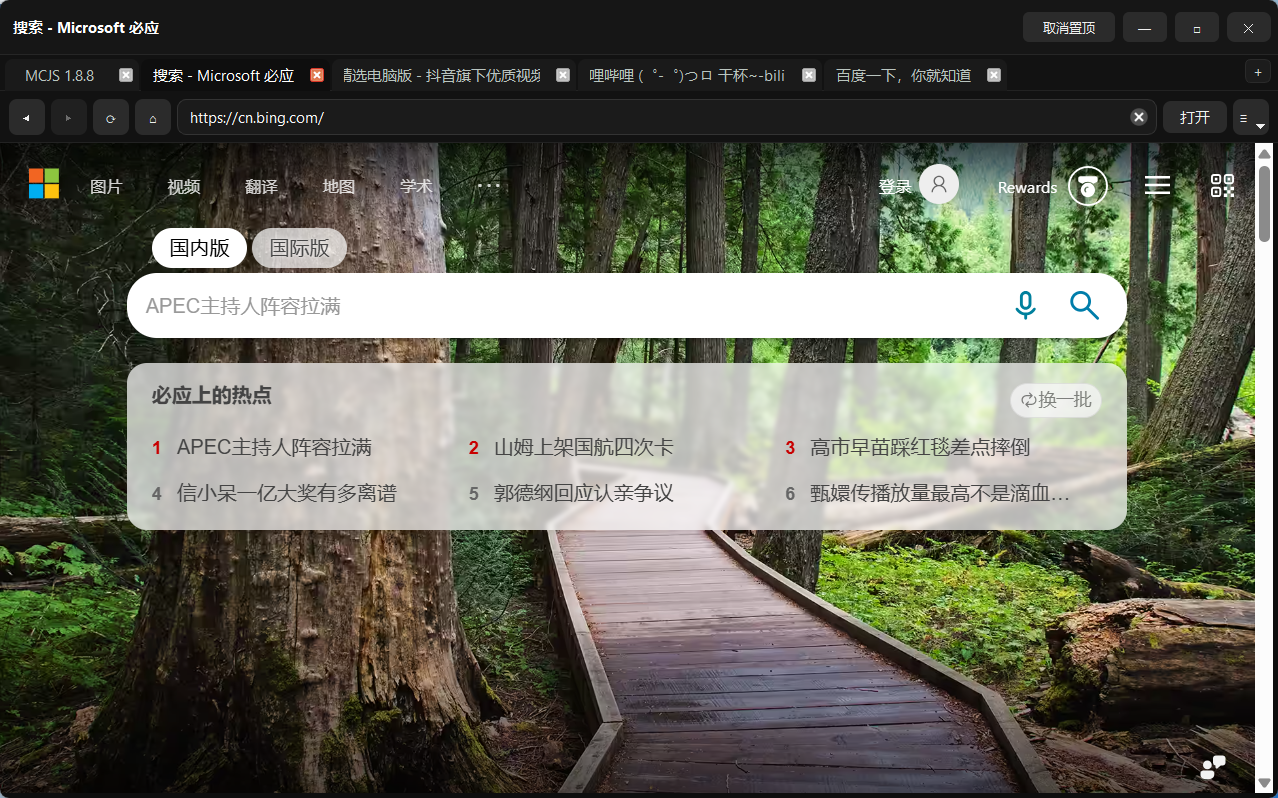 搜索 - Microsoft 必应
取消置顶
MCJS 1.8.8
搜索 - Microsoft 必应
精选电脑版 - 抖音旗下优质视频
哔哩哔哩 ( ゜- ゜)つロ 干杯~-bili
百度一下，你就知道
https://cn.bing.com/
打开
图片
视频
翻译
地图
学术
登录
Rewards
国内版
国际版
APEC主持人阵容拉满
必应上的热点
换一批
1 APEC主持人阵容拉满
2 山姆上架国航四次卡
3 高市早苗踩红毯差点摔倒
4 信小呆一亿大奖有多离谱
5 郭德纲回应认亲争议
6 甄嬛传播放量最高不是滴血…